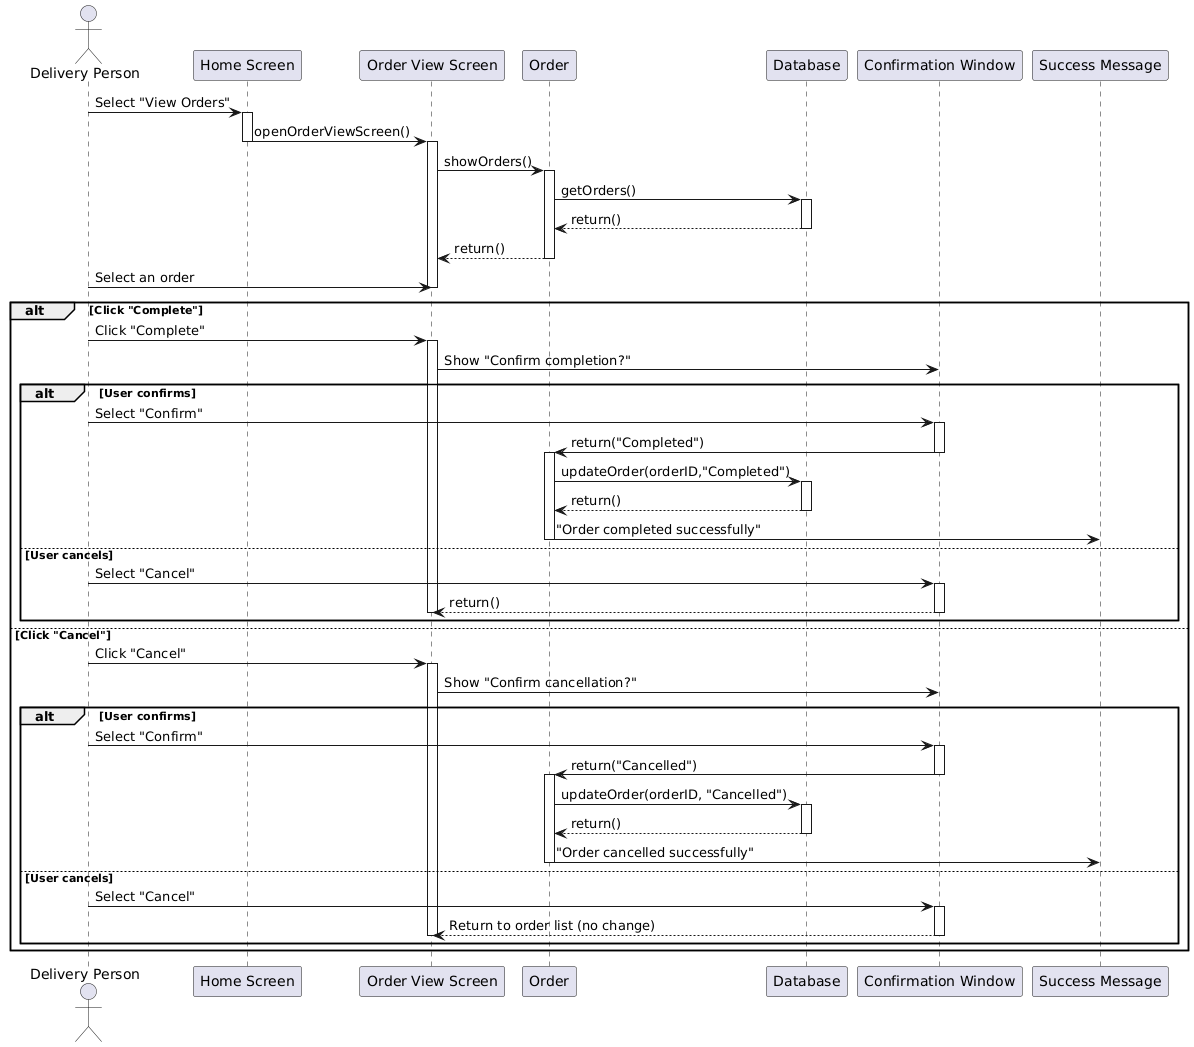 Delivery Person
Home Screen
Order View Screen
Order
Database
Confirmation Window
Success Message
Select "View Orders"
openOrderViewScreen()
showOrders()
getOrders()
return()
return()
Select an order
alt [Click "Complete"]
Click "Complete"
Show "Confirm completion?"
alt [User confirms]
Select "Confirm"
return("Completed")
updateOrder(orderID,"Completed")
return()
"Order completed successfully"
[User cancels]
Select "Cancel"
return()
[Click "Cancel"]
Click "Cancel"
Show "Confirm cancellation?"
alt [User confirms]
Select "Confirm"
return("Cancelled")
updateOrder(orderID, "Cancelled")
return()
"Order cancelled successfully"
[User cancels]
Select "Cancel"
Return to order list (no change)
Delivery Person
Home Screen
Order View Screen
Order
Database
Confirmation Window
Success Message